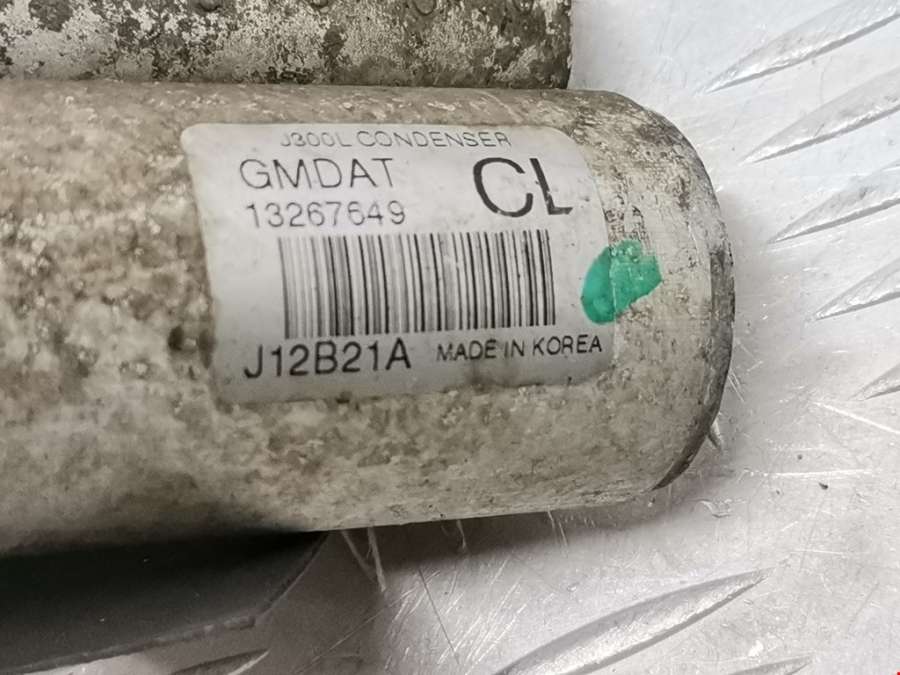 J300L CONDENSER
GMDAT CL
13267649
J12B21A MADE IN KOREA